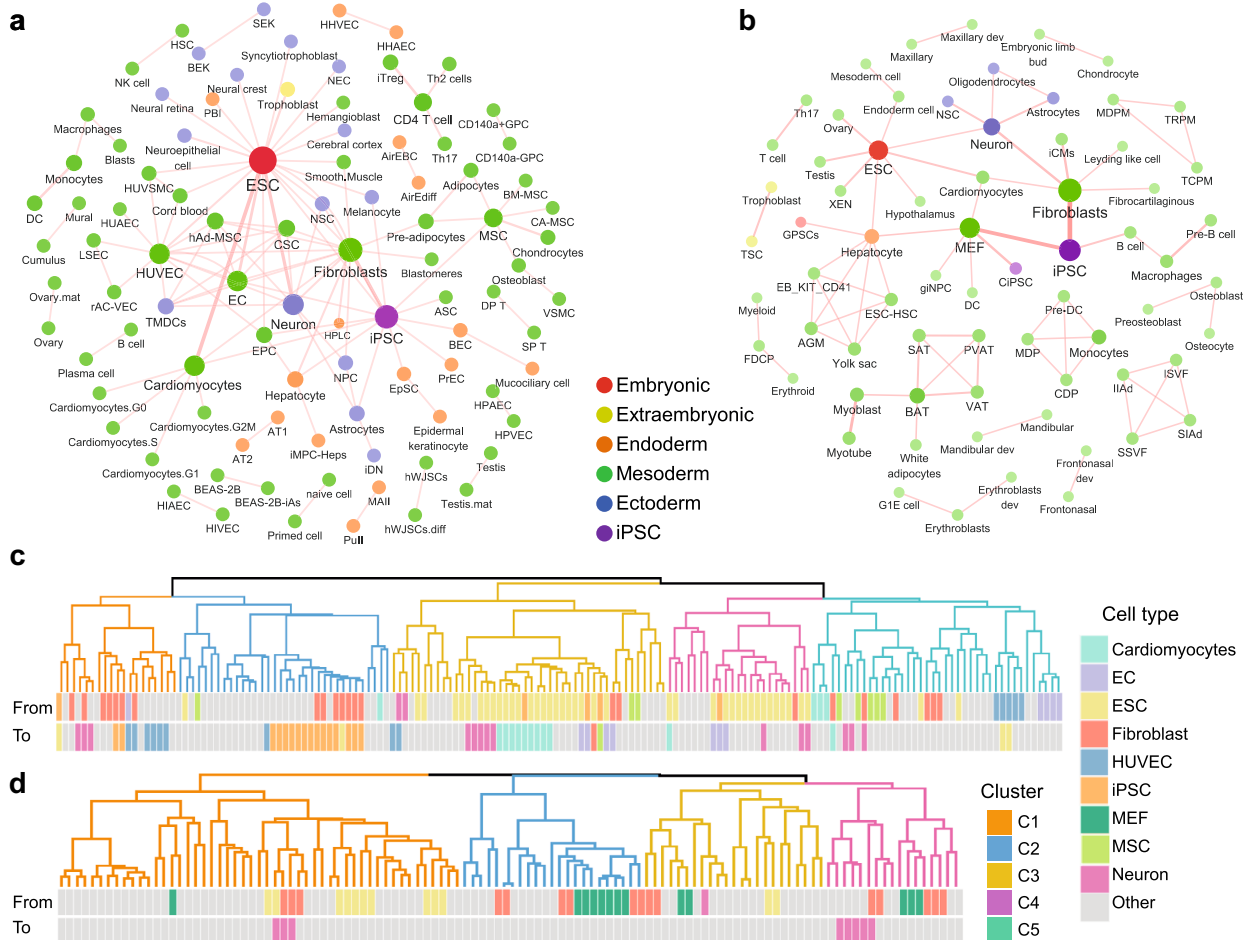 a
SEK
HHVEC
HHAEC
HSC
BEK
Syncytiotrophoblast
iTreg
Th2 cells
NK cell
Neural crest
NEC
Neural retina
PBI
Trophoblast
Hemangioblast
CD4 T cell
CD140a+GPC
Macrophages
Neuroepithelial
cell
Cerebral cortex
AirEBC
Th17
CD140a-GPC
Blasts
ESC
Smooth.Muscle
Monocytes
HUVSMC
AirEdiff
Adipocytes
BM-MSC
Cord blood
NSC
Melanocyte
DC
Mural
HUAEC
hAd-MSC
CSC
Pre-adipocytes
MSC
CA-MSC
Cumulus
LSEC
HUVEC
Fibroblasts
Blastomeres
Chondrocytes
Ovary.mat
rAC-VEC
EC
Osteoblast
TMDCs
Neuron
ASC
DP T
VSMC
Ovary
B cell
EPC
HPLC
iPSC
BEC
SP T
Plasma cell
Cardiomyocytes
NPC
EpSC
PrEC
Mucociliary cell
Hepatocyte
HPAEC
Cardiomyocytes.G0
Cardiomyocytes.G2M
AT1
Astrocytes
Epidermal
keratinocyte
HPVEC
Cardiomyocytes.S
AT2
iMPC-Heps
iDN
Testis
Cardiomyocytes.G1
BEAS-2B
naive cell
hWJSCs
BEAS-2B-iAs
MAII
Testis.mat
HIAEC
HIVEC
Primed cell
PuII
hWJSCs.diff
Embryonic
Extraembryonic
Endoderm
Mesoderm
Ectoderm
iPSC
b
Maxillary dev
Maxillary
Embryonic limb
bud
Chondrocyte
Mesoderm cell
Oligodendrocytes
Th17
Endoderm cell
NSC
Astrocytes
MDPM
TRPM
Ovary
Neuron
iCMs
Leyding like cell
T cell
Testis
ESC
TCPM
Cardiomyocytes
XEN
Fibroblasts
Fibrocartilaginous
Trophoblast
Hypothalamus
GPSCs
Hepatocyte
MEF
iPSC
B cell
Pre-B cell
TSC
CiPSC
Macrophages
EB_KIT_CD41
giNPC
DC
Myeloid
ESC-HSC
Pre-DC
Osteoblast
Preosteoblast
AGM
SAT
PVAT
MDP
Monocytes
Osteocyte
FDCP
Yolk sac
Erythroid
CDP
IIAd
ISVF
Myoblast
BAT
VAT
Myotube
White
adipocytes
Mandibular
Mandibular dev
SIAd
SSVF
Frontonasal
dev
Erythroblasts
dev
G1E cell
Frontonasal
Erythroblasts
c
From
To
Cell type
Cardiomyocytes
EC
ESC
Fibroblast
HUVEC
iPSC
MEF
MSC
Neuron
Other
d
From
To
Cluster
C1
C2
C3
C4
C5